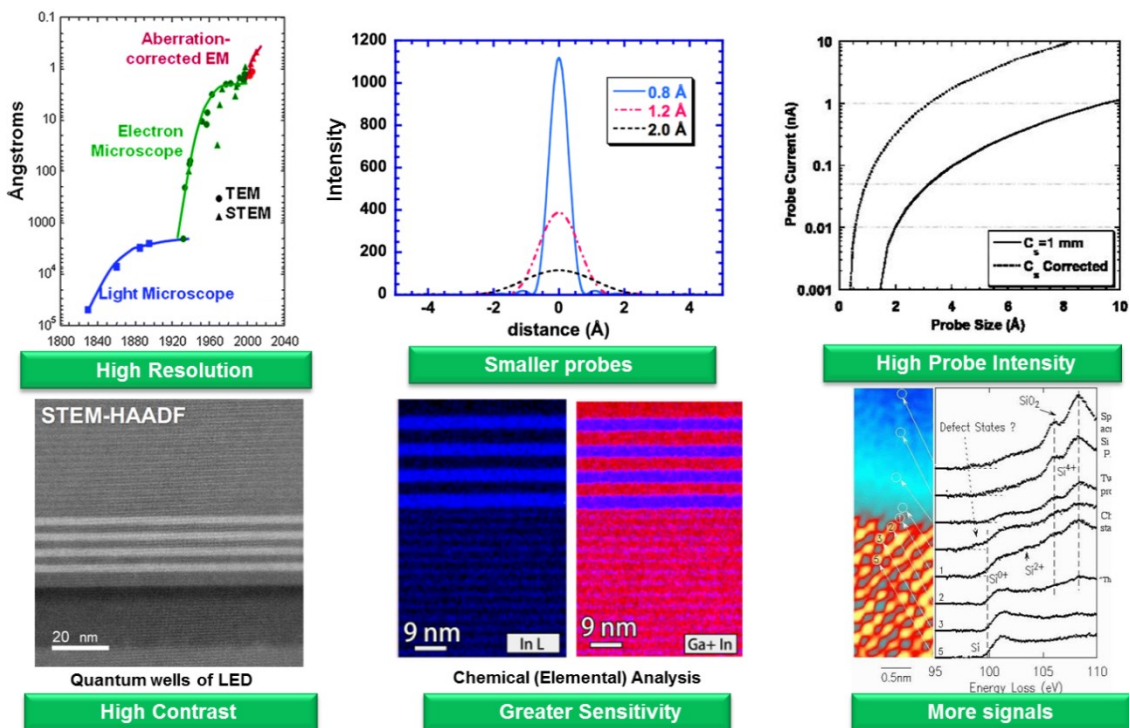 0.1
1
10
100
1000
10⁴
10⁵
Ångstroms
Aberration-
corrected EM
Electron
Microscope
TEM
STEM
Light Microscope
1800 1840 1880 1920 1960 2000 2040
High Resolution
1200
1000
800
600
400
200
0
Intensity
0.8 Å
1.2 Å
2.0 Å
-4 -2 0 2 4
distance (Å)
Smaller probes
10
1
0.1
0.01
0.001
Probe Current (nA)
C_s=1 mm
C_s Corrected
0 2 4 6 8 10
Probe Size (Å)
High Probe Intensity
STEM-HAADF
20 nm
Quantum wells of LED
High Contrast
9 nm
In L
9 nm
Ga+ In
Chemical (Elemental) Analysis
Greater Sensitivity
SiO₂
Defect States ?
Si⁴⁺
Si²⁺
Si⁰⁺
Si
1
2
3
5
0.5nm
95 100 105 110
Energy Loss (eV)
More signals